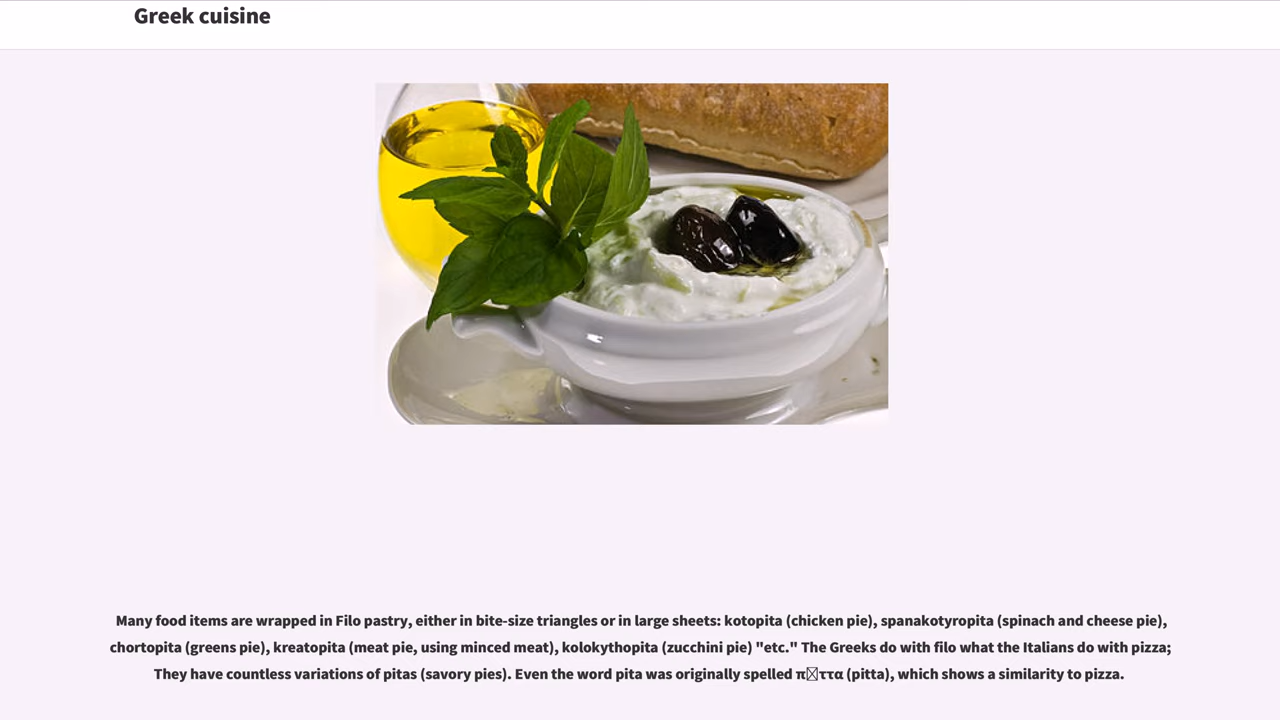 Greek cuisine
Many food items are wrapped in Filo pastry, either in bite-size triangles or in large sheets: kotopita (chicken pie), spanakotyropita (spinach and cheese pie),
chortopita (greens pie), kreatopita (meat pie, using minced meat), kolokythopita (zucchini pie) "etc." The Greeks do with filo what the Italians do with pizza;
They have countless variations of pitas (savory pies). Even the word pita was originally spelled π□ττα (pitta), which shows a similarity to pizza.